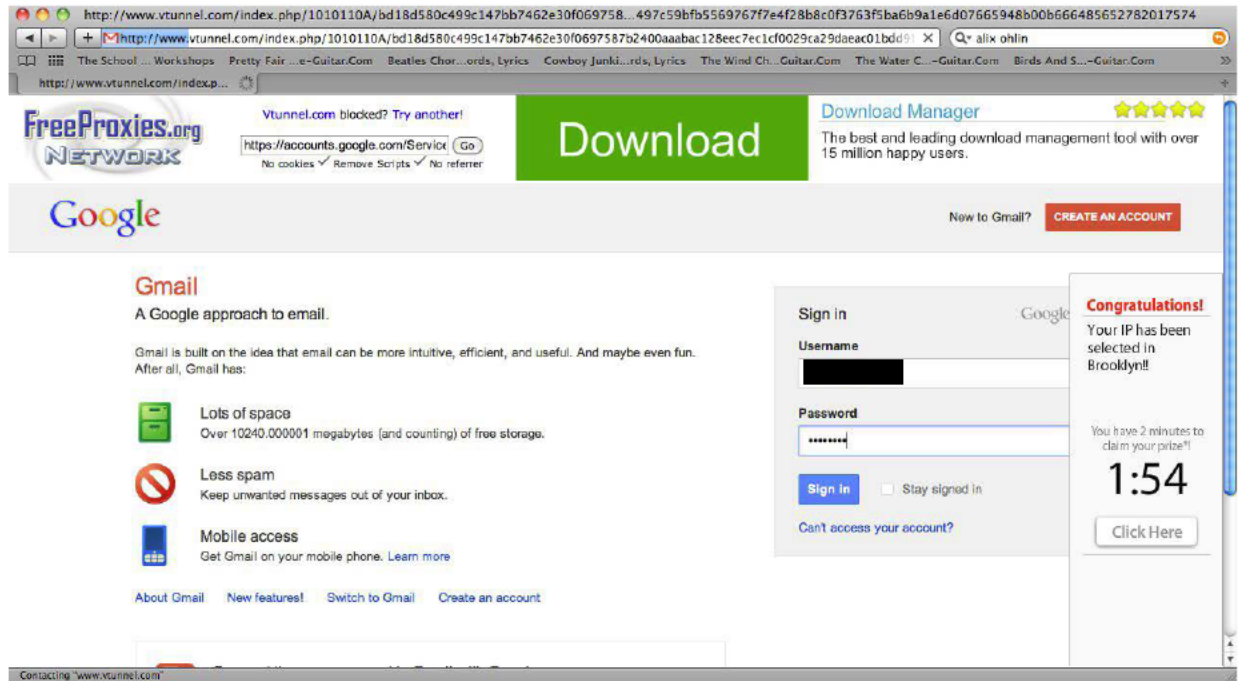 http://www.vtunnel.com/index.php/1010110A/bd18d580c499c147bb7462e30f069758...497c59bfb5569767f7e4f28b8c0f3763f5ba6b9a1e6d07665948b00b666485652782017574
http://www.vtunnel.com/index.php/1010110A/bd18d580c499c147bb7462e30f0697587b2400aaabac128eec7ec1cf0029ca29daeac01bdd9
alix ohlin
The School ... Workshops Pretty Fair ...e-Guitar.Com Beatles Chor...ords, Lyrics Cowboy Junki...rds, Lyrics The Wind Ch...Guitar.Com The Water C...-Guitar.Com Birds And S...-Guitar.Com
http://www.vtunnel.com/index.p...
FreeProxies.org
NETWORK
Vtunnel.com blocked? Try another!
https://accounts.google.com/Service Go
No cookies ✓ Remove Scripts ✓ No referrer
Download
Download Manager
The best and leading download management tool with over
15 million happy users.
Google
New to Gmail? CREATE AN ACCOUNT
Gmail
A Google approach to email.
Gmail is built on the idea that email can be more intuitive, efficient, and useful. And maybe even fun.
After all, Gmail has:
Lots of space
Over 10240.000001 megabytes (and counting) of free storage.
Less spam
Keep unwanted messages out of your inbox.
Mobile access
Get Gmail on your mobile phone. Learn more
About Gmail New features! Switch to Gmail Create an account
Sign in Google
Username
Password
Sign in Stay signed in
Can't access your account?
Congratulations!
Your IP has been
selected in
Brooklyn!!
You have 2 minutes to
claim your prize*!
1:54
Click Here
Contacting "www.vtunnel.com"